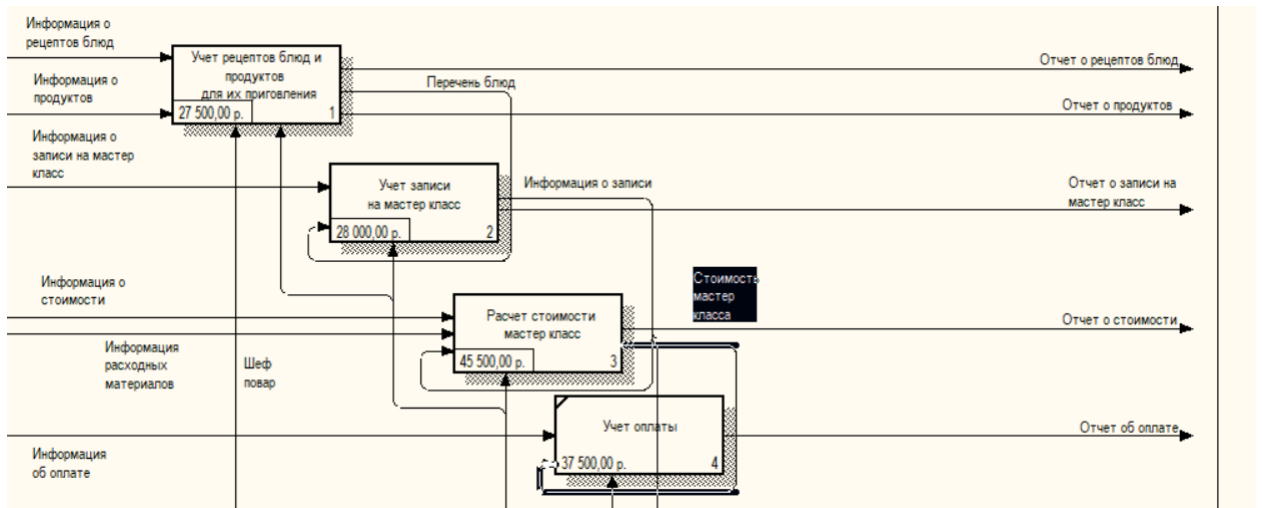 Информация о
рецептов блюд
Учет рецептов блюд и
продуктов
для их приговления
27 500,00 р.
1
Отчет о рецептов блюд
Информация о
продуктов
Перечень блюд
Отчет о продуктов
Информация о
записи на мастер
класс
Учет записи
на мастер класс
28 000,00 р.
2
Информация о записи
Отчет о записи на
мастер класс
Информация о
стоимости
Стоимость
мастер
класса
Расчет стоимости
мастер класс
45 500,00 р.
3
Отчет о стоимости
Информация
расходных
материалов
Шеф
повар
Учет оплаты
37 500,00 р.
4
Отчет об оплате
Информация
об оплате